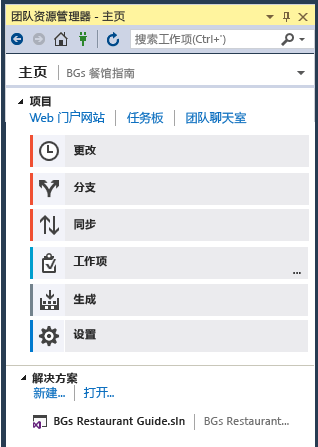 团队资源管理器 - 主页
搜索工作项(Ctrl+')
主页 | BGs 餐馆指南
项目
Web 门户网站 | 任务板 | 团队聊天室
更改
分支
同步
工作项
...
生成
设置
解决方案
新建... | 打开...
BGs Restaurant Guide.sln | BGs Restaurant...